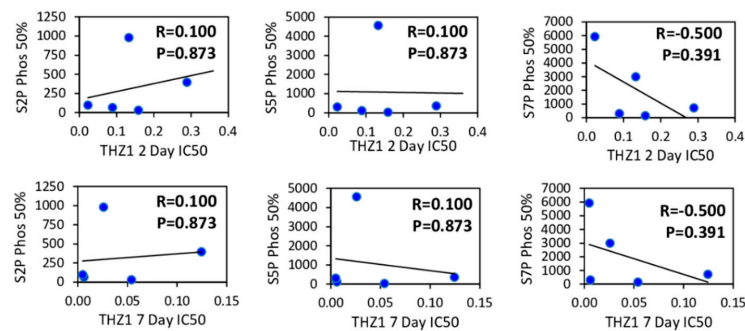 S2P Phos 50%
1250
1000
750
500
250
0
R=0.100
P=0.873
0 0.1 0.2 0.3 0.4
THZ1 2 Day IC50
S5P Phos 50%
5000
4000
3000
2000
1000
0
R=0.100
P=0.873
0 0.1 0.2 0.3 0.4
THZ1 2 Day IC50
S7P Phos 50%
7000
6000
5000
4000
3000
2000
1000
0
R=-0.500
P=0.391
0.0 0.1 0.2 0.3 0.4
THZ1 2 Day IC50
S2P Phos 50%
1250
1000
750
500
250
0
R=0.100
P=0.873
0.00 0.05 0.10 0.15
THZ1 7 Day IC50
S5P Phos 50%
5000
4000
3000
2000
1000
0
R=0.100
P=0.873
0.00 0.05 0.10 0.15
THZ1 7 Day IC50
S7P Phos 50%
7000
6000
5000
4000
3000
2000
1000
0
R=-0.500
P=0.391
0.00 0.05 0.10 0.15
THZ1 7 Day IC50